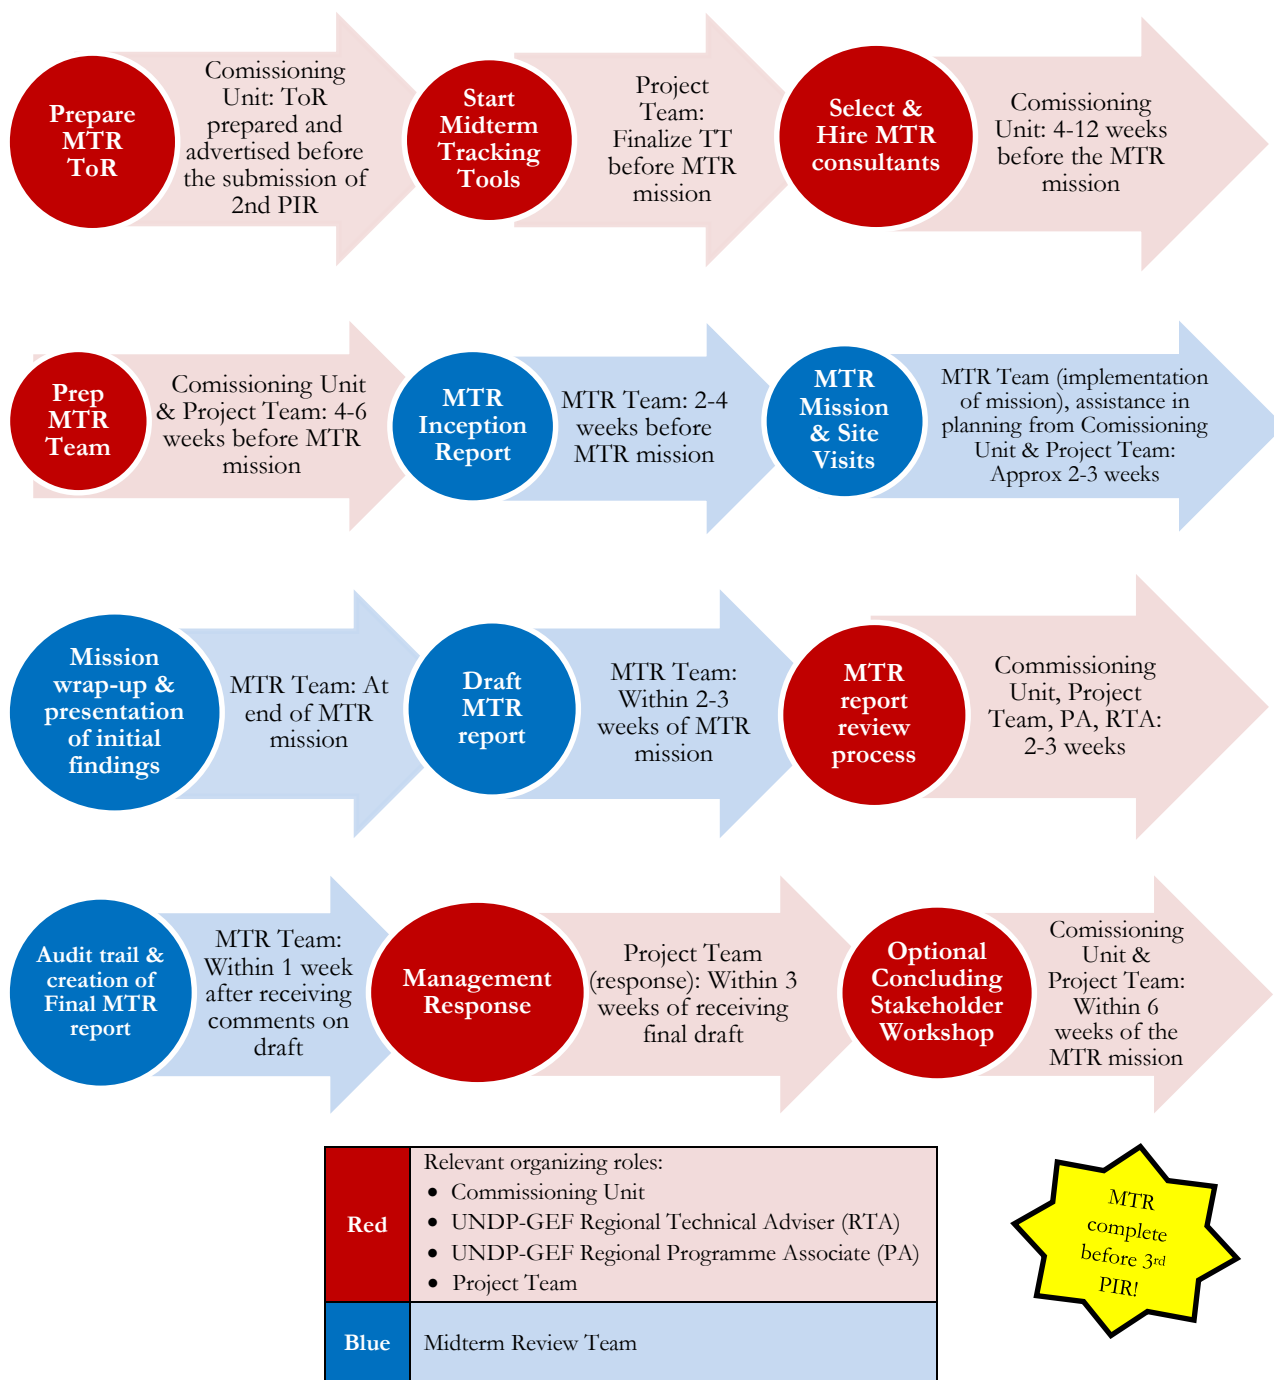 Prepare
MTR
ToR
Comissioning
Unit: ToR
prepared and
advertised before
the submission of
2nd PIR
Start
Midterm
Tracking
Tools
Project
Team:
Finalize TT
before MTR
mission
Select &
Hire MTR
consultants
Comissioning
Unit: 4-12 weeks
before the MTR
mission
Prep
MTR
Team
Comissioning Unit
& Project Team: 4-6
weeks before MTR
mission
MTR
Inception
Report
MTR Team: 2-4
weeks before
MTR mission
MTR
Mission
& Site
Visits
MTR Team (implementation
of mission), assistance in
planning from Comissioning
Unit & Project Team:
Approx 2-3 weeks
Mission
wrap-up &
presentation
of initial
findings
MTR Team: At
end of MTR
mission
Draft
MTR
report
MTR Team:
Within 2-3
weeks of MTR
mission
MTR
report
review
process
Commissioning
Unit, Project
Team, PA, RTA:
2-3 weeks
Audit trail &
creation of
Final MTR
report
MTR Team:
Within 1 week
after receiving
comments on
draft
Management
Response
Project Team
(response): Within 3
weeks of receiving
final draft
Optional
Concluding
Stakeholder
Workshop
Comissioning
Unit &
Project Team:
Within 6
weeks of the
MTR mission
Red
Relevant organizing roles:
• Commissioning Unit
• UNDP-GEF Regional Technical Adviser (RTA)
• UNDP-GEF Regional Programme Associate (PA)
• Project Team
Blue
Midterm Review Team
MTR
complete
before 3rd
PIR!